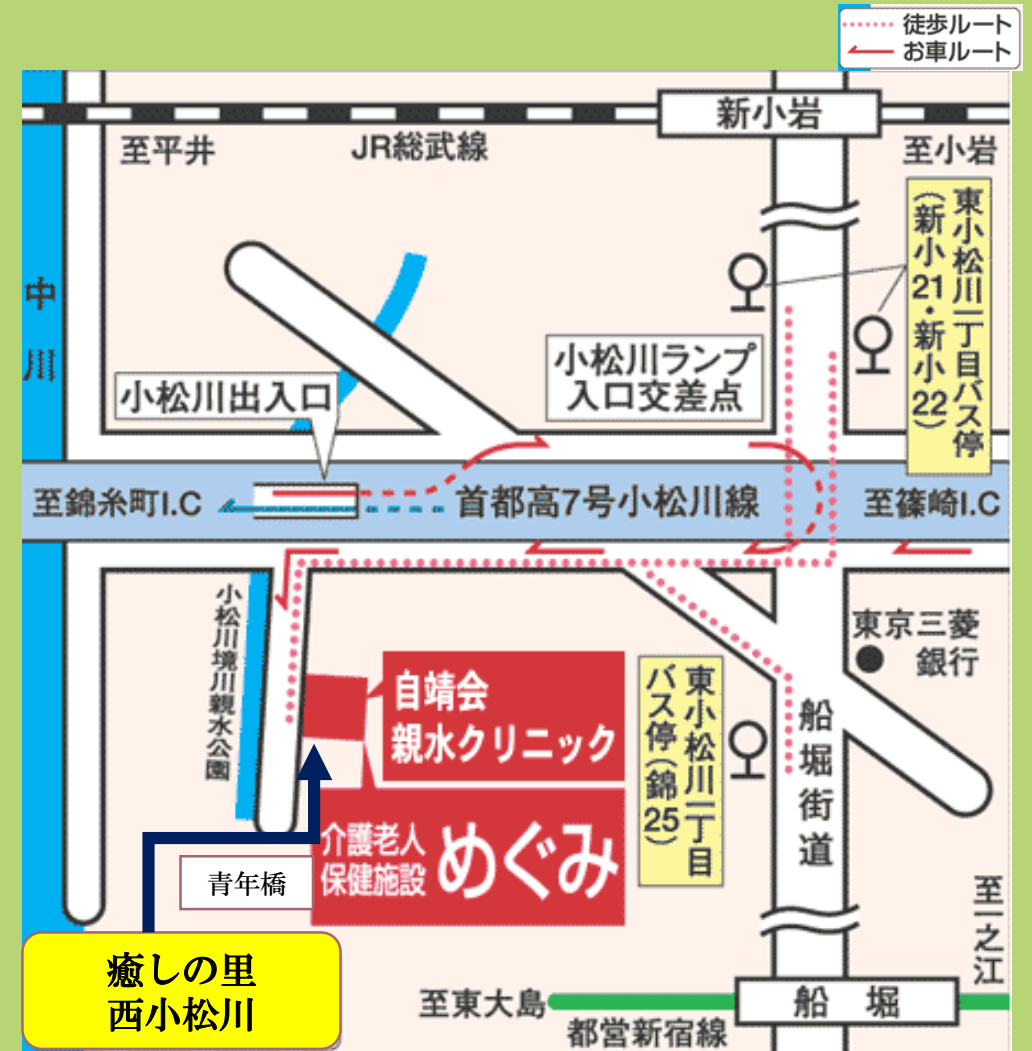 徒歩ルート
お車ルート
新小岩
至平井
JR総武線
至小岩
東小松川一丁目バス停
（新小21・新小22）
中川
小松川ランプ
入口交差点
小松川出入口
至錦糸町I.C
首都高7号小松川線
至篠崎I.C
小松川境川親水公園
東京三菱
銀行
自靖会
親水クリニック
東小松川一丁目
バス停（錦25）
船堀街道
介護老人
保健施設
めぐみ
青年橋
至一之江
癒しの里
西小松川
至東大島
都営新宿線
船堀